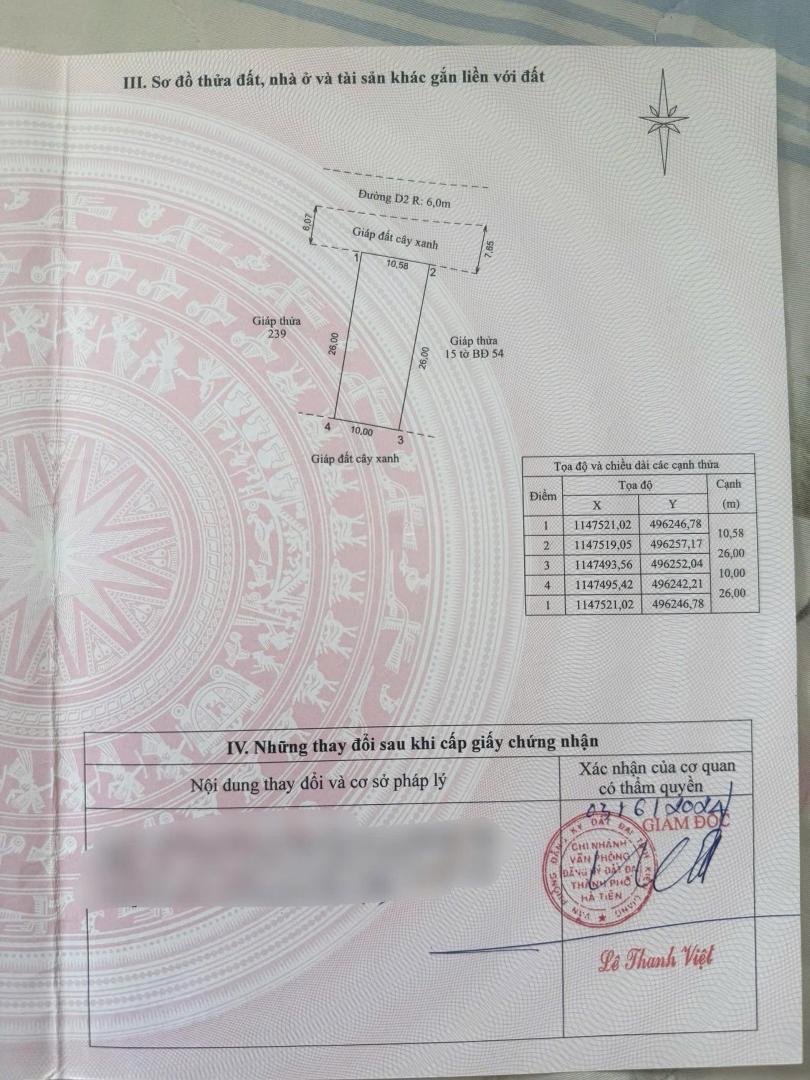 III. Sơ đồ thửa đất, nhà ở và tài sản khác gắn liền với đất
Đường D2 R: 6,0m
6,07
Giáp đất cây xanh
7,65
1
10,58
2
Giáp thửa
239
26,00
26,00
Giáp thửa
15 tờ BĐ 54
4
10,00
3
Giáp đất cây xanh
Tọa độ và chiều dài các cạnh thửa
Điểm
Tọa độ
Cạnh
(m)
X
Y
1 1147521,02 496246,78
10,58
2 1147519,05 496257,17
26,00
3 1147493,56 496252,04
10,00
4 1147495,42 496242,21
26,00
1 1147521,02 496246,78
IV. Những thay đổi sau khi cấp giấy chứng nhận
Nội dung thay đổi và cơ sở pháp lý
Xác nhận của cơ quan
có thẩm quyền
03/6/2024
GIÁM ĐỐC
CHI NHÁNH
VĂN PHÒNG
ĐĂNG KÝ ĐẤT ĐAI
THÀNH PHỐ
HÀ TIÊN
Lê Thanh Việt